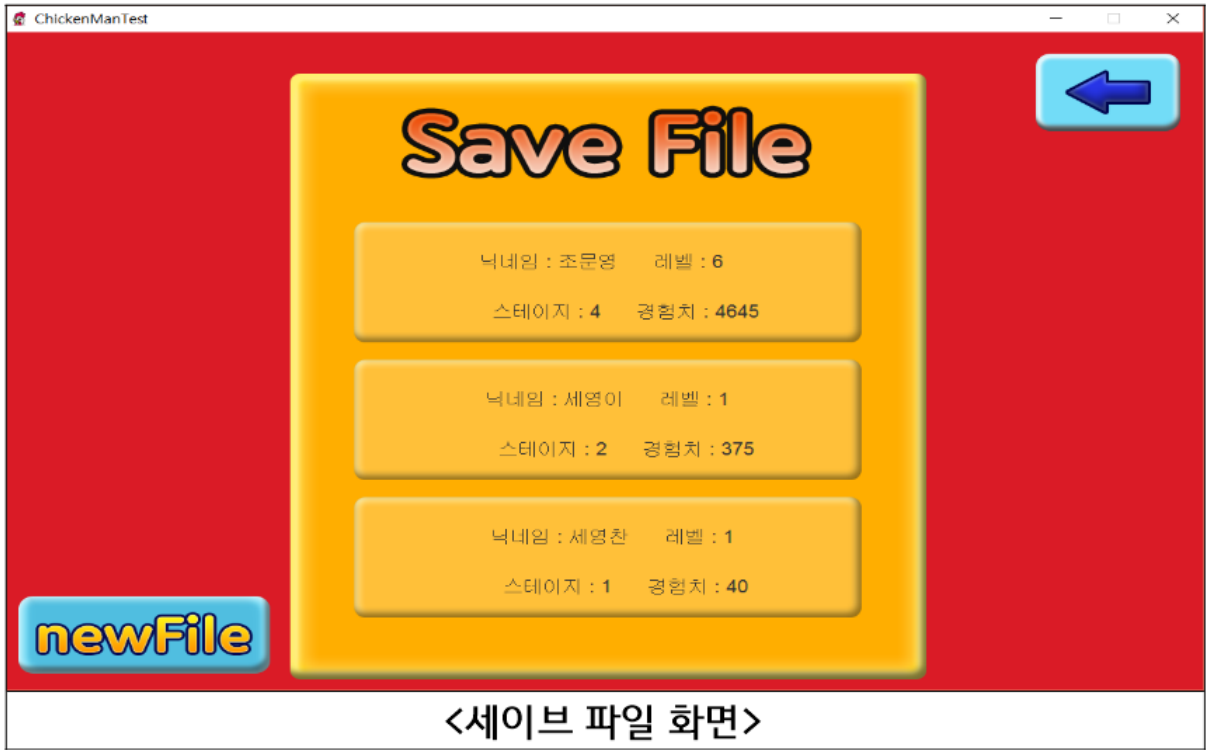 ChickenManTest
Save File
닉네임 : 조문영 레벨 : 6
스테이지 : 4 경험치 : 4645
닉네임 : 세영이 레벨 : 1
스테이지 : 2 경험치 : 375
닉네임 : 세영찬 레벨 : 1
스테이지 : 1 경험치 : 40
newFile
<세이브 파일 화면>